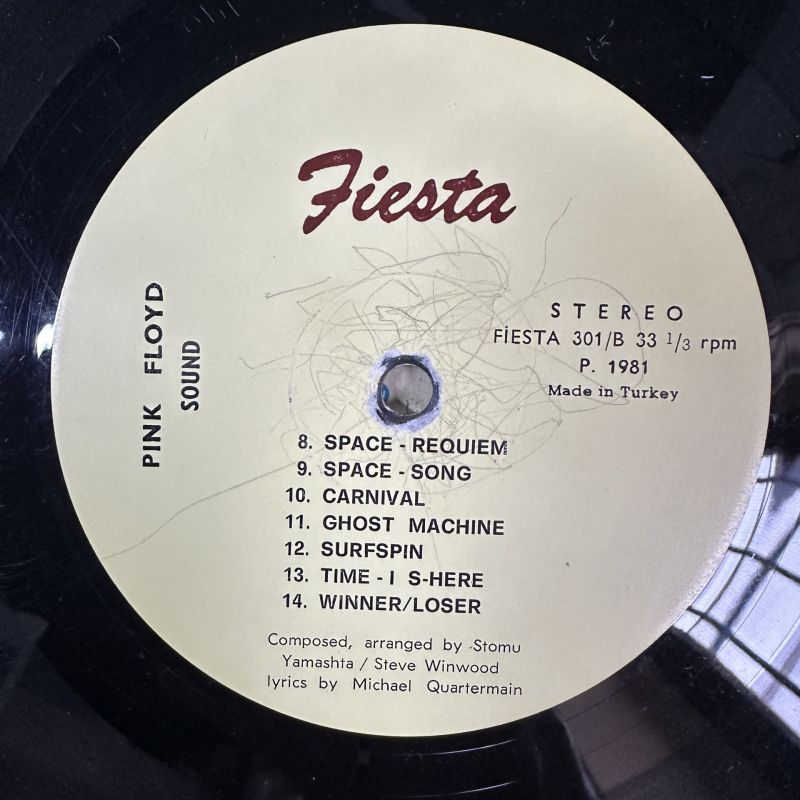 Fiesta
PINK FLOYD
SOUND
STEREO
FİESTA 301/B 33 1/3 rpm
P. 1981
Made in Turkey
8. SPACE - REQUIEM
9. SPACE - SONG
10. CARNIVAL
11. GHOST MACHINE
12. SURFSPIN
13. TIME - I S-HERE
14. WINNER/LOSER
Composed, arranged by Stomu
Yamashta / Steve Winwood
lyrics by Michael Quartermain